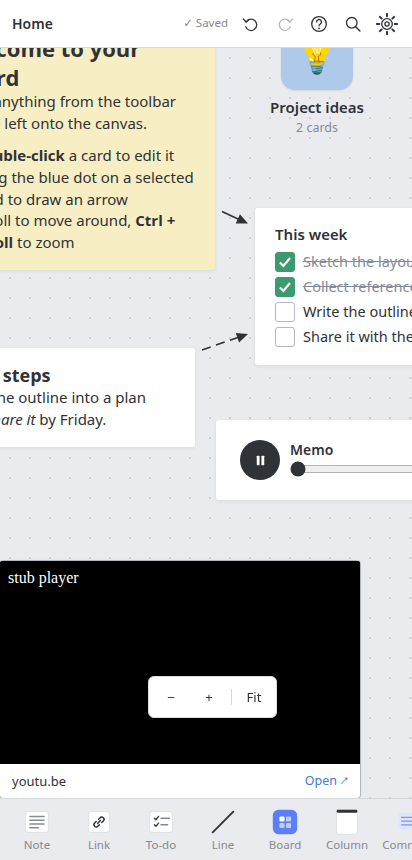 Home
✓ Saved
come to your
rd
anything from the toolbar
left onto the canvas.
uble-click a card to edit it
g the blue dot on a selected
d to draw an arrow
oll to move around, Ctrl +
oll to zoom
Project ideas
2 cards
This week
Sketch the layou
Collect reference
Write the outline
Share it with the
steps
ne outline into a plan
are It by Friday.
Memo
stub player
− + Fit
youtu.be
Open ↗
Note
Link
To-do
Line
Board
Column
Comm